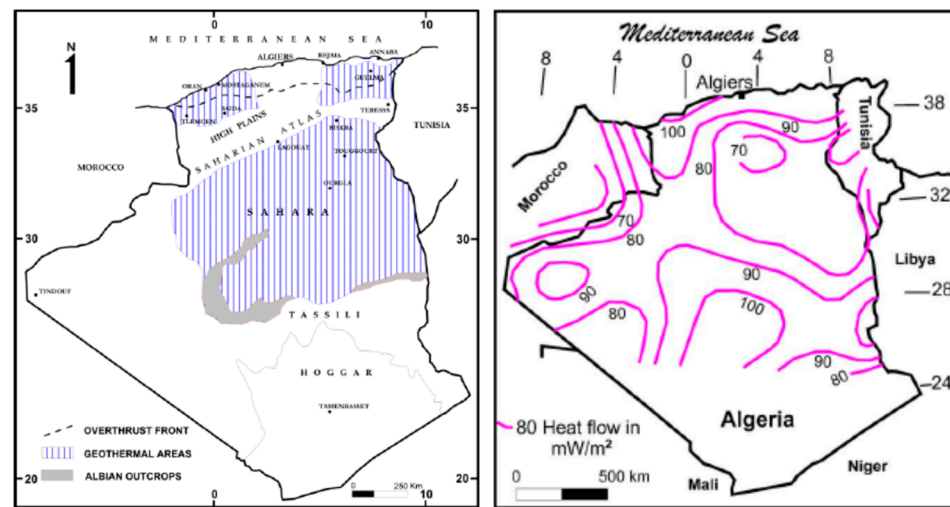 MEDITERRANEAN SEA
N
ALGIERS
BEJAIA
ANNABA
GUELMA
ORAN
MOSTAGANEM
35
SAIDA
TLEMCEN
TEBESSA
HIGH PLAINS
BISKRA
TUNISIA
SAHARIAN ATLAS
LAGOUAT
TOUGGOURT
MOROCCO
OURGLA
SAHARA
30
30
TINDOUF
TASSILI
HOGGAR
TAMENRASSET
OVERTHRUST FRONT
GEOTHERMAL AREAS
ALBIAN OUTCROPS
20
20
0
250 Km
0
10
Mediterranean Sea
8
4
0
4
8
Algiers
38
100
90
Tunisia
80
70
Morocco
32
70
80
Libya
90
28
90
100
80
90
80
24
Algeria
80 Heat flow in
mW/m²
0
500 km
Niger
Mali